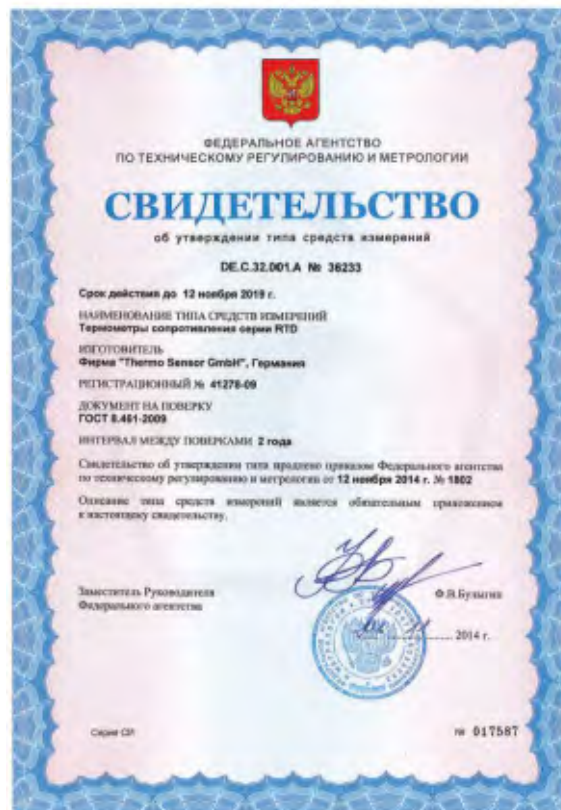 ФЕДЕРАЛЬНОЕ АГЕНТСТВО
ПО ТЕХНИЧЕСКОМУ РЕГУЛИРОВАНИЮ И МЕТРОЛОГИИ
СВИДЕТЕЛЬСТВО
об утверждении типа средств измерений
DE.C.32.001.A № 36233
Срок действия до 12 ноября 2019 г.
НАИМЕНОВАНИЕ ТИПА СРЕДСТВ ИЗМЕРЕНИЙ
Термометры сопротивления серии RTD
ИЗГОТОВИТЕЛЬ
Фирма "Thermo Sensor GmbH", Германия
РЕГИСТРАЦИОННЫЙ № 41278-09
ДОКУМЕНТ НА ПОВЕРКУ
ГОСТ 8.461-2009
ИНТЕРВАЛ МЕЖДУ ПОВЕРКАМИ 2 года
Свидетельство об утверждении типа продлено приказом Федерального агентства
по техническому регулированию и метрологии от 12 ноября 2014 г. № 1802
Описание типа средств измерений является обязательным приложением
к настоящему свидетельству.
Заместитель Руководителя
Федерального агентства
Ф.В.Булыгин
2014 г.
Серия СИ
№ 017587